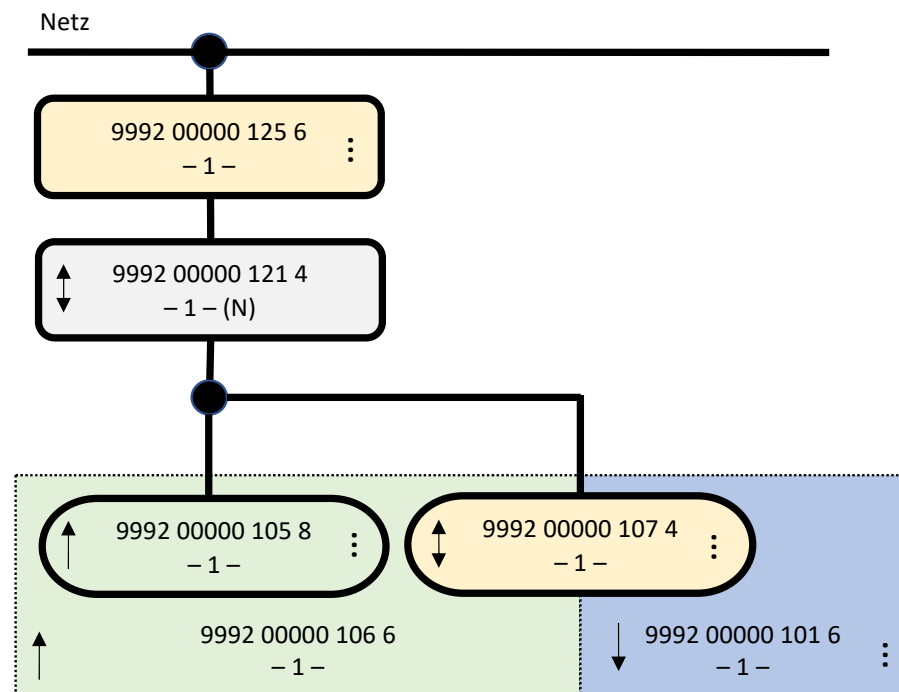 Netz
9992 00000 125 6
– 1 –
9992 00000 121 4
– 1 – (N)
9992 00000 105 8
– 1 –
9992 00000 107 4
– 1 –
9992 00000 106 6
– 1 –
9992 00000 101 6
– 1 –